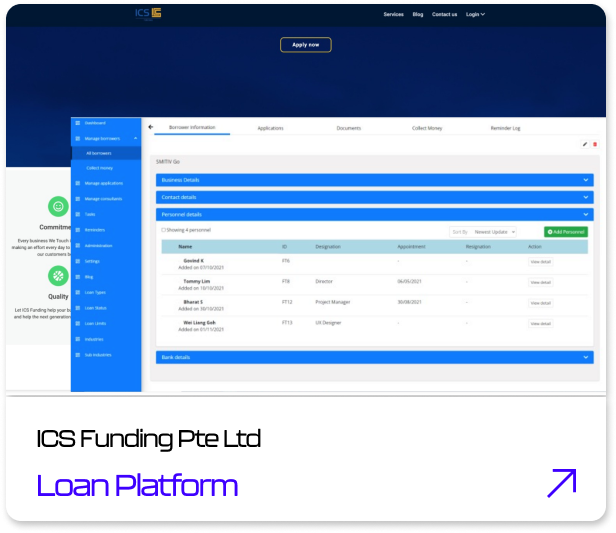 ICS
Services Blog Contact us Login
Apply now
Dashboard
Manage borrowers
All borrowers
Collect money
Manage applications
Manage consultants
Tasks
Reminders
Administration
Settings
Blog
Loan Types
Loan Status
Loan Limits
Industries
Sub Industries
Borrower Information Applications Documents Collect Money Reminder Log
SMITIV Go
Business Details
Contact details
Personnel details
Showing 4 personnel
Sort By Newest Update
Add Personnel
Name ID Designation Appointment Resignation Action
Govind K FT6 - - View detail
Added on 07/10/2021
Tommy Lim FT8 Director 06/05/2021 - View detail
Added on 18/10/2021
Bharat S FT12 Project Manager 30/08/2021 - View detail
Added on 30/10/2021
Wei Liang Goh FT13 UX Designer - - View detail
Added on 01/11/2021
Bank details
Commitme
Every business We Touch
making an effort every day to
our customers b
Quality
Let ICS Funding help your bu
and help the next generation
ICS Funding Pte Ltd
Loan Platform